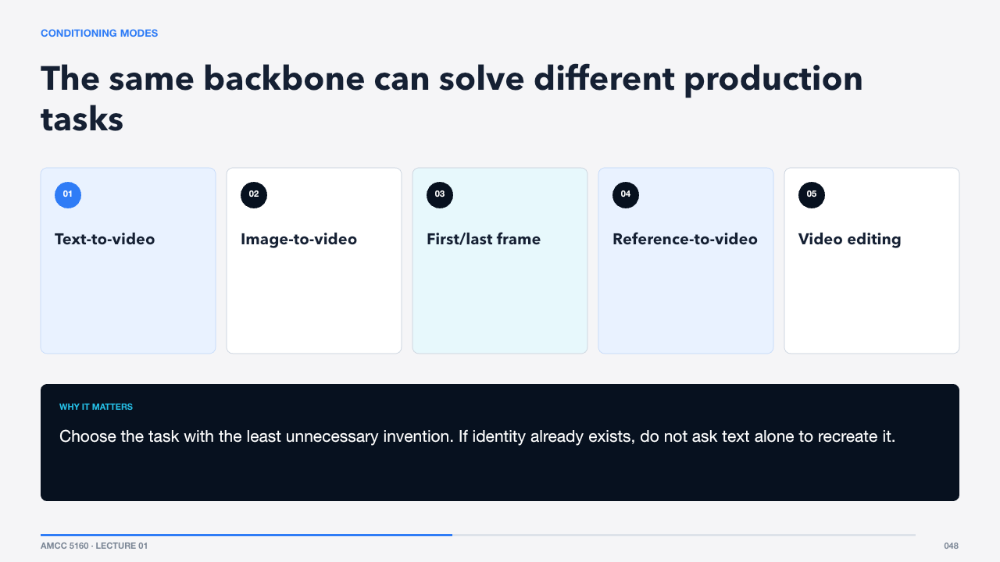 CONDITIONING MODES
The same backbone can solve different production
tasks
01
Text-to-video
02
Image-to-video
03
First/last frame
04
Reference-to-video
05
Video editing
WHY IT MATTERS
Choose the task with the least unnecessary invention. If identity already exists, do not ask text alone to recreate it.
AMCC 5160 · LECTURE 01
048